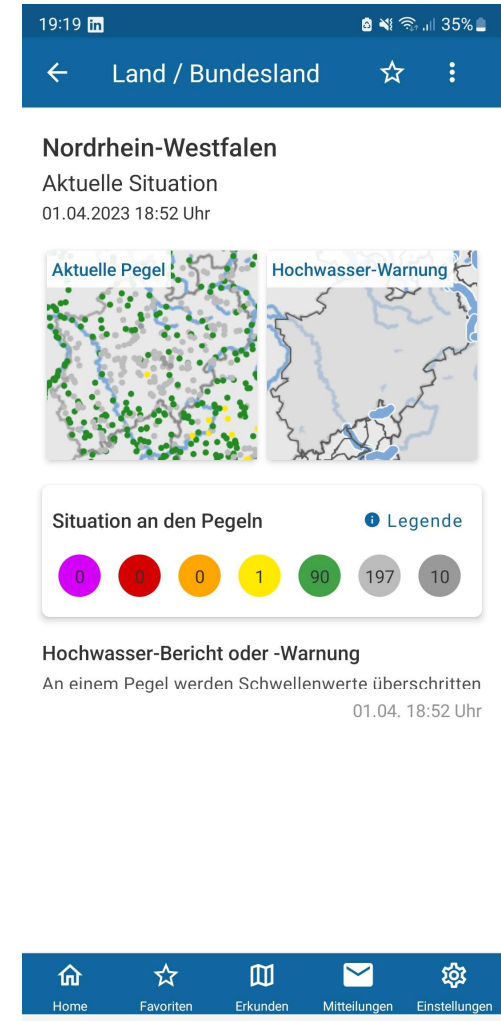 19:19
35%
Land / Bundesland
Nordrhein-Westfalen
Aktuelle Situation
01.04.2023 18:52 Uhr
Aktuelle Pegel
Hochwasser-Warnung
Situation an den Pegeln
Legende
0 0 0 1 90 197 10
Hochwasser-Bericht oder -Warnung
An einem Pegel werden Schwellenwerte überschritten
01.04. 18:52 Uhr
Home Favoriten Erkunden Mitteilungen Einstellungen